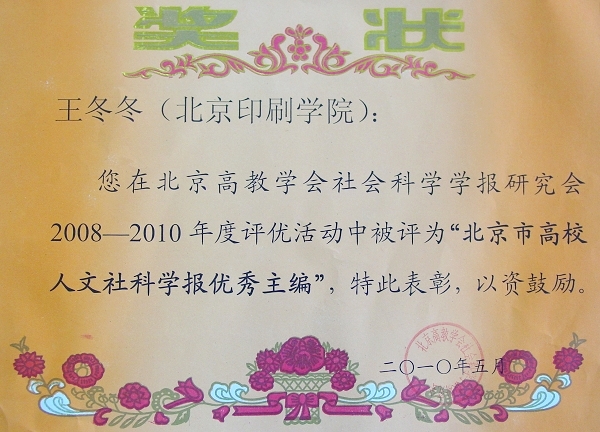 奖 状
王冬冬（北京印刷学院）：
您在北京高教学会社会科学学报研究会
2008—2010 年度评优活动中被评为“北京市高校
人文社科学报优秀主编”，特此表彰，以资鼓励。
二〇一〇年五月